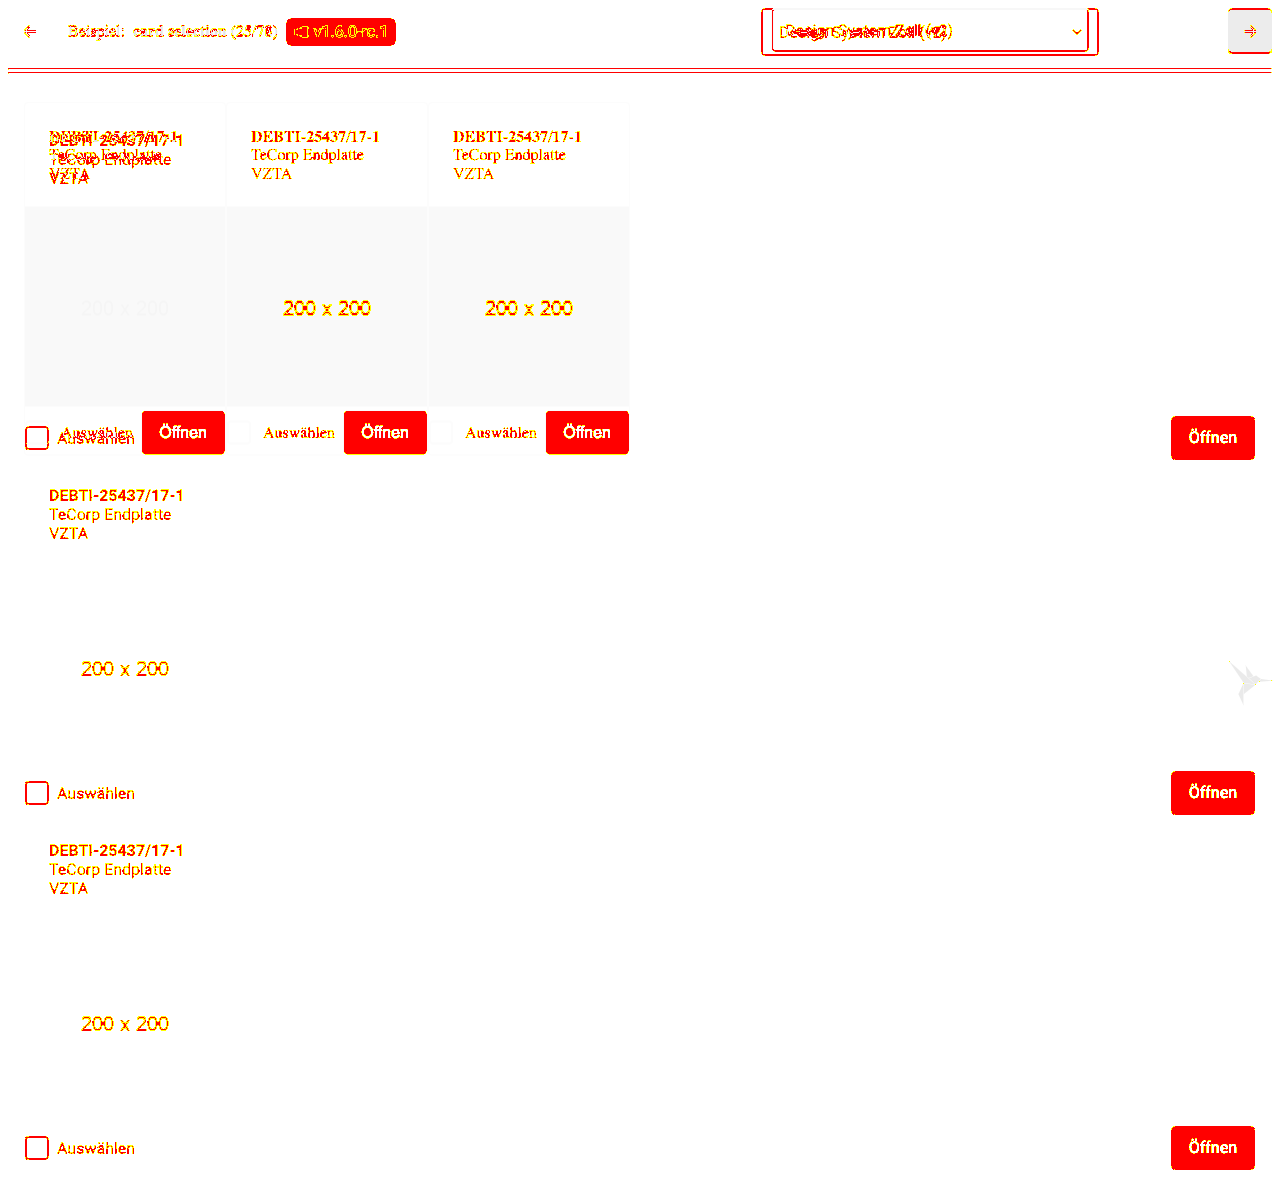 Beispiel: card selection (23/78) v1.6.0-rc.1
Design System Zoll (v2)
DEBTI-25437/17-1
TeCorp Endplatte
VZTA
DEBTI-25437/17-1
TeCorp Endplatte
VZTA
DEBTI-25437/17-1
TeCorp Endplatte
VZTA
200 x 200
200 x 200
200 x 200
Auswählen Öffnen
Auswählen Öffnen
Auswählen Öffnen
Öffnen
DEBTI-25437/17-1
TeCorp Endplatte
VZTA
200 x 200
Auswählen Öffnen
DEBTI-25437/17-1
TeCorp Endplatte
VZTA
200 x 200
Auswählen Öffnen